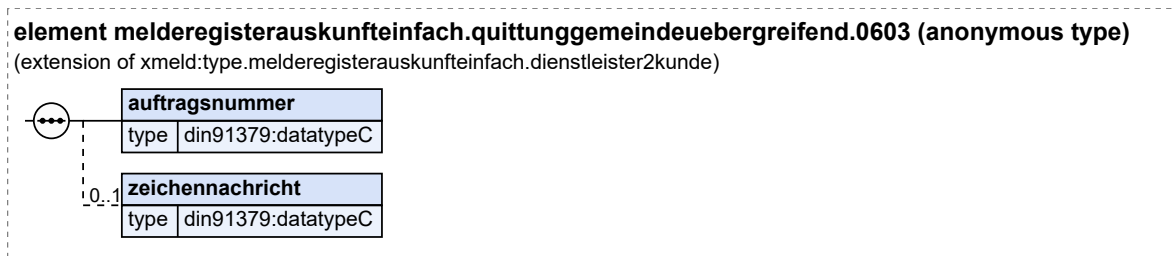 element melderegisterauskunfteinfach.quittunggemeindeuebergreifend.0603 (anonymous type)
(extension of xmeld:type.melderegisterauskunfteinfach.dienstleister2kunde)
auftragsnummer
type din91379:datatypeC
0..1 zeichennachricht
type din91379:datatypeC